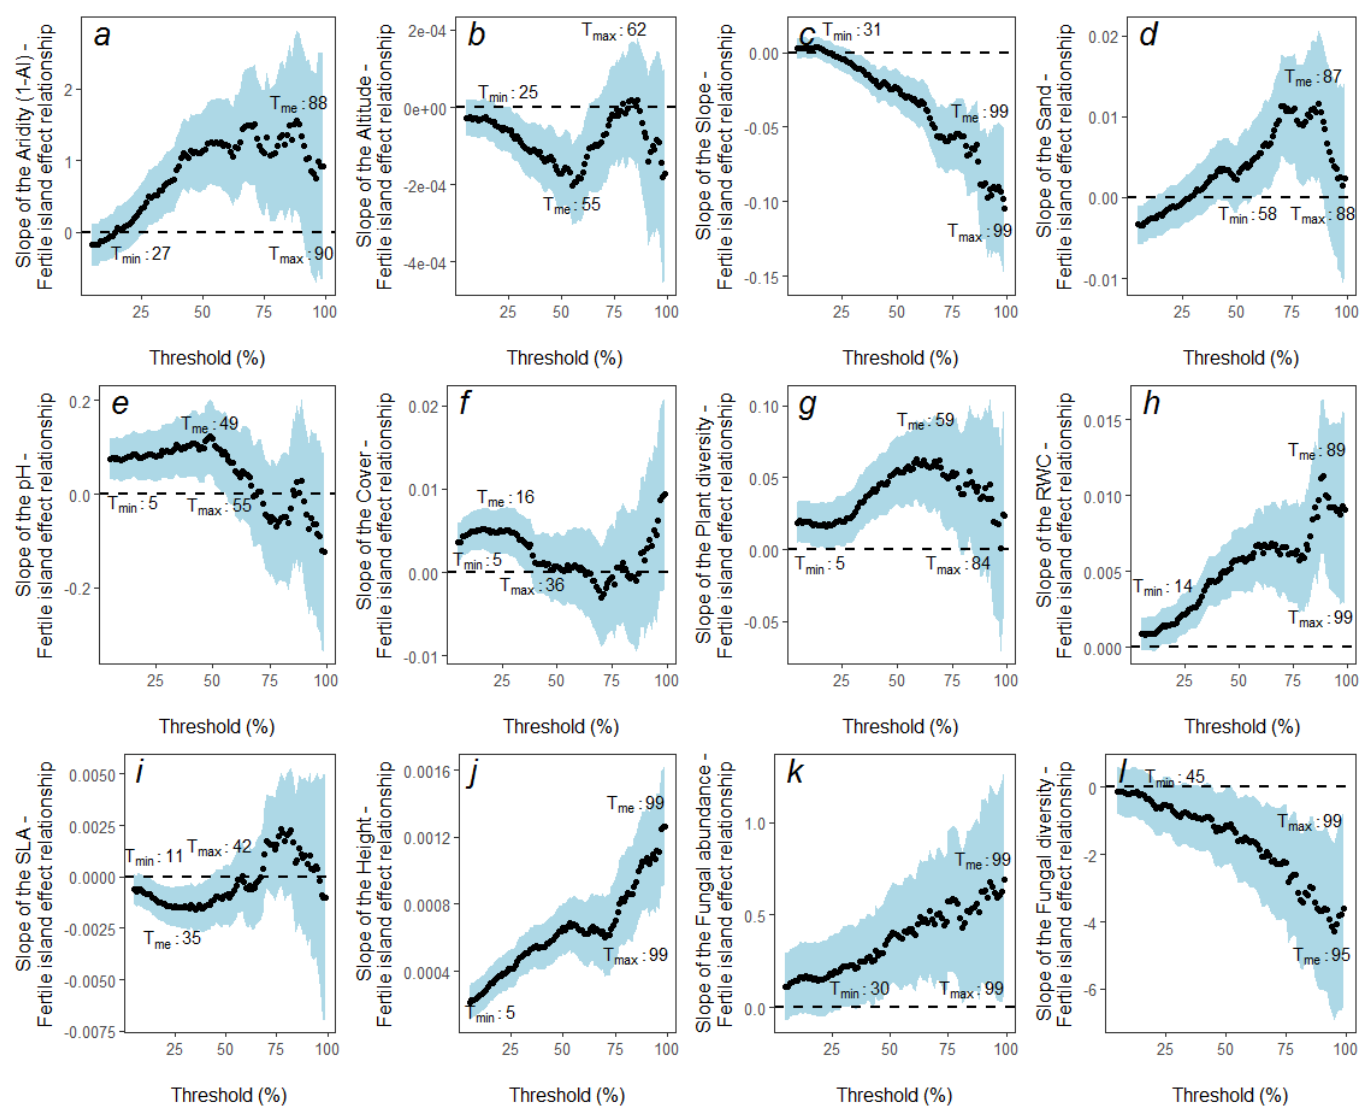 a
Slope of the Aridity (1-AI) -
Fertile island effect relationship
2
1
0
Tme : 88
Tmin : 27
Tmax : 90
25 50 75 100
Threshold (%)
b
Slope of the Altitude -
Fertile island effect relationship
2e-04
0e+00
-2e-04
-4e-04
Tmax : 62
Tmin : 25
Tme : 55
25 50 75 100
Threshold (%)
c
Slope of the Slope -
Fertile island effect relationship
0.00
-0.05
-0.10
-0.15
Tmin : 31
Tme : 99
Tmax : 99
25 50 75 100
Threshold (%)
d
Slope of the Sand -
Fertile island effect relationship
0.02
0.01
0.00
-0.01
Tme : 87
Tmin : 58
Tmax : 88
25 50 75 100
Threshold (%)
e
Slope of the pH -
Fertile island effect relationship
0.2
0.0
-0.2
Tme : 49
Tmin : 5
Tmax : 55
25 50 75 100
Threshold (%)
f
Slope of the Cover -
Fertile island effect relationship
0.02
0.01
0.00
-0.01
Tme : 16
Tmin : 5
Tmax : 36
25 50 75 100
Threshold (%)
g
Slope of the Plant diversity -
Fertile island effect relationship
0.10
0.05
0.00
-0.05
Tme : 59
Tmin : 5
Tmax : 84
25 50 75 100
Threshold (%)
h
Slope of the RWC -
Fertile island effect relationship
0.015
0.010
0.005
0.000
Tme : 89
Tmin : 14
Tmax : 99
25 50 75 100
Threshold (%)
i
Slope of the SLA -
Fertile island effect relationship
0.0050
0.0025
0.0000
-0.0025
-0.0050
-0.0075
Tmin : 11
Tmax : 42
Tme : 35
25 50 75 100
Threshold (%)
j
Slope of the Height -
Fertile island effect relationship
0.0016
0.0012
0.0008
0.0004
Tme : 99
Tmax : 99
Tmin : 5
25 50 75 100
Threshold (%)
k
Slope of the Fungal abundance -
Fertile island effect relationship
1.0
0.5
0.0
Tme : 99
Tmin : 30
Tmax : 99
25 50 75 100
Threshold (%)
l
Slope of the Fungal diversity -
Fertile island effect relationship
0
-2
-4
-6
Tmin : 45
Tmax : 99
Tme : 95
25 50 75 100
Threshold (%)